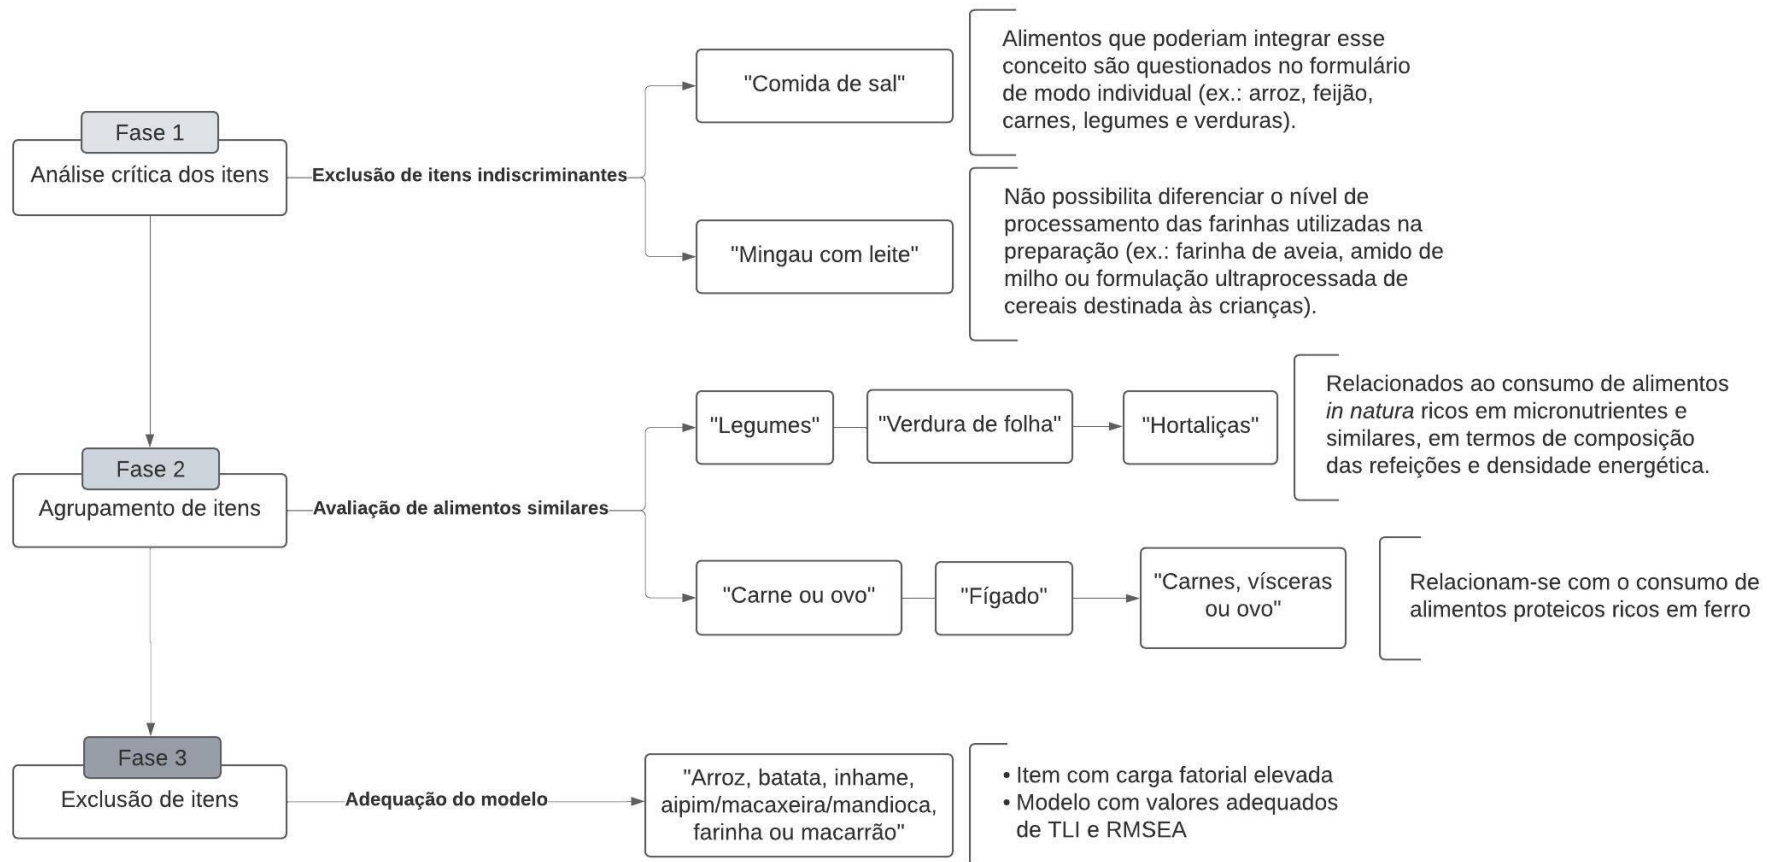 Fase 1
Análise crítica dos itens
Exclusão de itens indiscriminantes
"Comida de sal"
Alimentos que poderiam integrar esse
conceito são questionados no formulário
de modo individual (ex.: arroz, feijão,
carnes, legumes e verduras).
"Mingau com leite"
Não possibilita diferenciar o nível de
processamento das farinhas utilizadas na
preparação (ex.: farinha de aveia, amido de
milho ou formulação ultraprocessada de
cereais destinada às crianças).
Fase 2
Agrupamento de itens
Avaliação de alimentos similares
"Legumes"
"Verdura de folha"
"Hortaliças"
Relacionados ao consumo de alimentos
in natura ricos em micronutrientes e
similares, em termos de composição
das refeições e densidade energética.
"Carne ou ovo"
"Fígado"
"Carnes, vísceras
ou ovo"
Relacionam-se com o consumo de
alimentos proteicos ricos em ferro
Fase 3
Exclusão de itens
Adequação do modelo
"Arroz, batata, inhame,
aipim/macaxeira/mandioca,
farinha ou macarrão"
• Item com carga fatorial elevada
• Modelo com valores adequados
de TLI e RMSEA